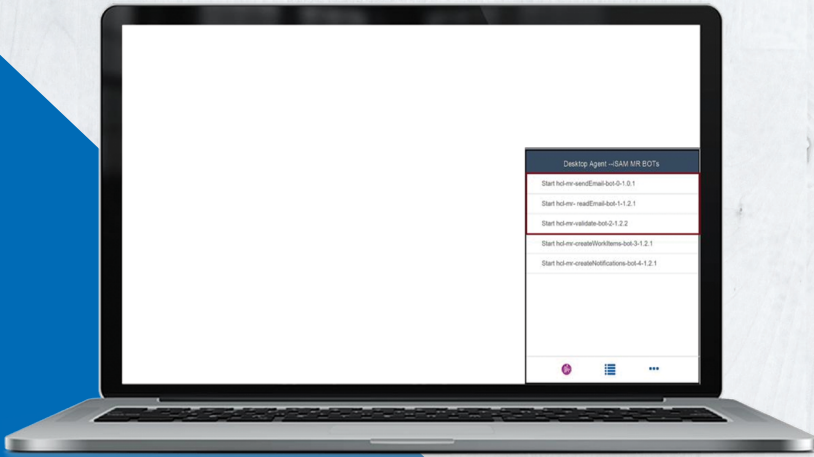 Desktop Agent --iSAM MR BOTs
Start hcl-mr-sendEmail-bot-0-1.0.1
Start hcl-mr- readEmail-bot-1-1.2.1
Start hcl-mr-validate-bot-2-1.2.2
Start hcl-mr-createWorkItems-bot-3-1.2.1
Start hcl-mr-createNotifications-bot-4-1.2.1